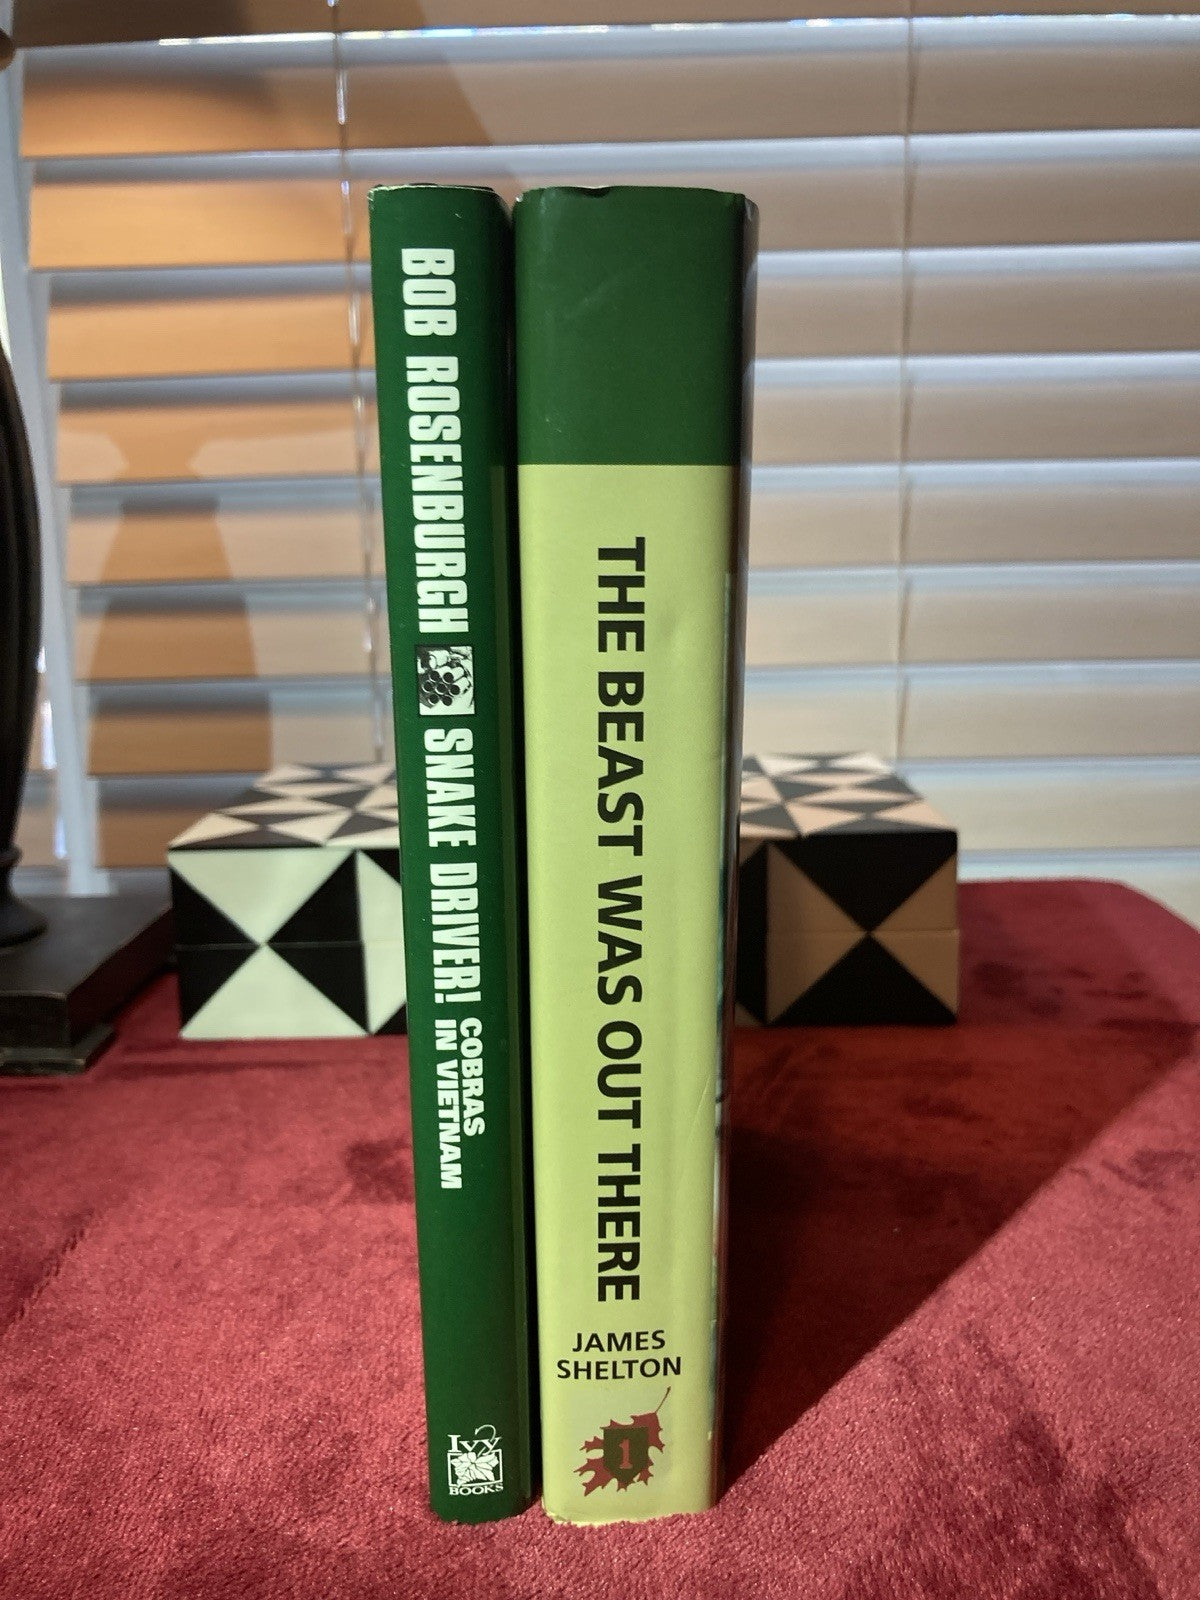 BOB ROSENBURGH
SNAKE DRIVER!
COBRAS
IN VIETNAM
Ivy
BOOKS
THE BEAST WAS OUT THERE
JAMES
SHELTON
1